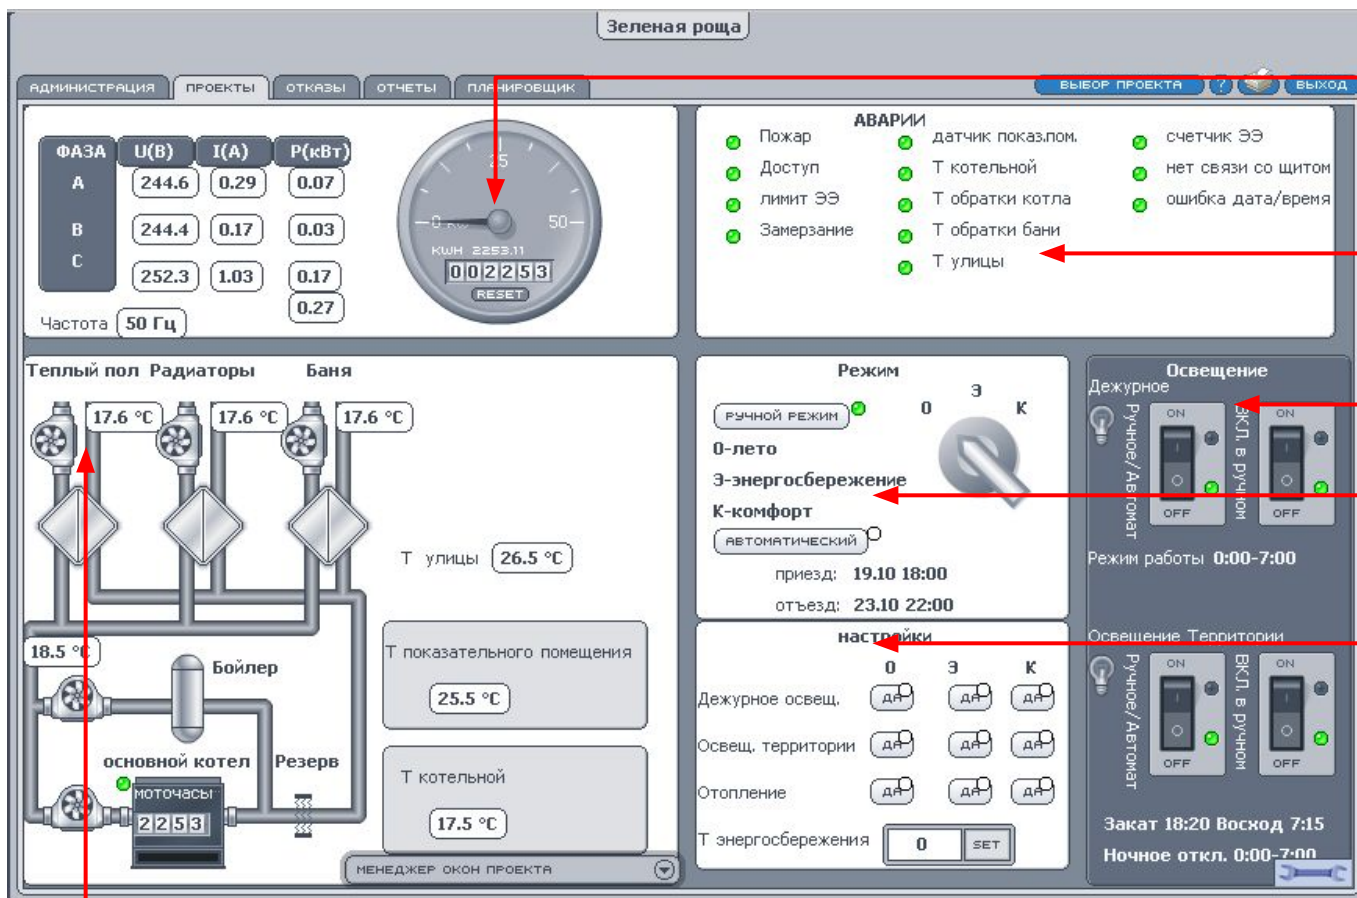 Зеленая роща
АДМИНИСТРАЦИЯ ПРОЕКТЫ ОТКАЗЫ ОТЧЕТЫ ПЛАНИРОВЩИК ВЫБОР ПРОЕКТА ? ВЫХОД
ФАЗА U(В) I(А) Р(кВт)
А 244.6 0.29 0.07
В 244.4 0.17 0.03
С 252.3 1.03 0.17
0.27
Частота 50 Гц
25
0 KW 50
KWH 2253.11
002253
RESET
АВАРИИ
Пожар датчик показ.пом. счетчик ЭЭ
Доступ Т котельной нет связи со щитом
лимит ЭЭ Т обратки котла ошибка дата/время
Замерзание Т обратки бани
Т улицы
Теплый пол Радиаторы Баня
17.6 °C 17.6 °C 17.6 °C
Т улицы 26.5 °C
18.5 °C
Бойлер
Т показательного помещения
25.5 °C
основной котел Резерв
МОТОЧАСЫ
2253
Т котельной
17.5 °C
МЕНЕДЖЕР ОКОН ПРОЕКТА
Режим
РУЧНОЙ РЕЖИМ
О Э К
О-лето
Э-энергосбережение
К-комфорт
АВТОМАТИЧЕСКИЙ
приезд: 19.10 18:00
отъезд: 23.10 22:00
настройки
О Э К
Дежурное освещ. ДА ДА ДА
Освещ. территории ДА ДА ДА
Отопление ДА ДА ДА
Т энергосбережения 0 SET
Освещение
Дежурное
Ручное/Автомат ON OFF
ВКЛ. в ручном ON OFF
Режим работы 0:00-7:00
Освещение Территории
Ручное/Автомат ON OFF
ВКЛ. в ручном ON OFF
Закат 18:20 Восход 7:15
Ночное откл. 0:00-7:00